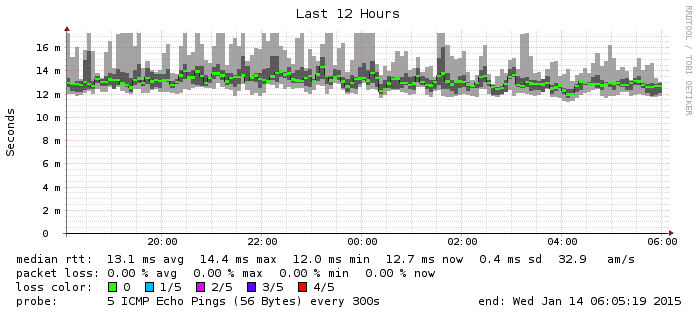 Last 12 Hours
RRDTOOL / TOBI OETIKER
Seconds
16 m
14 m
12 m
10 m
8 m
6 m
4 m
2 m
0
20:00 22:00 00:00 02:00 04:00 06:00
median rtt: 13.1 ms avg 14.4 ms max 12.0 ms min 12.7 ms now 0.4 ms sd 32.9 am/s
packet loss: 0.00 % avg 0.00 % max 0.00 % min 0.00 % now
loss color: 0 1/5 2/5 3/5 4/5
probe: 5 ICMP Echo Pings (56 Bytes) every 300s end: Wed Jan 14 06:05:19 2015